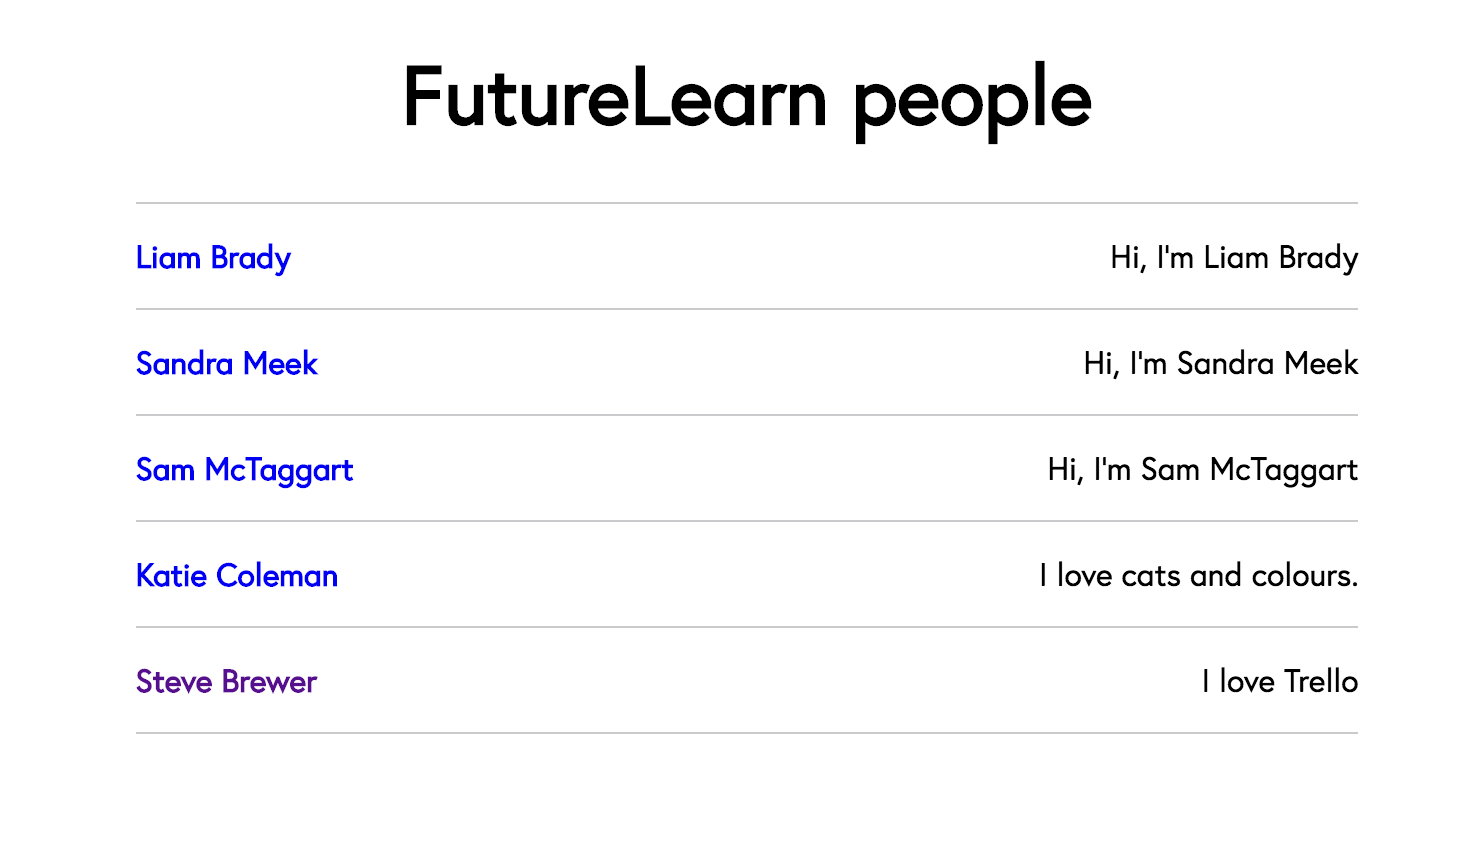 FutureLearn people
Liam Brady Hi, I'm Liam Brady
Sandra Meek Hi, I'm Sandra Meek
Sam McTaggart Hi, I'm Sam McTaggart
Katie Coleman I love cats and colours.
Steve Brewer I love Trello